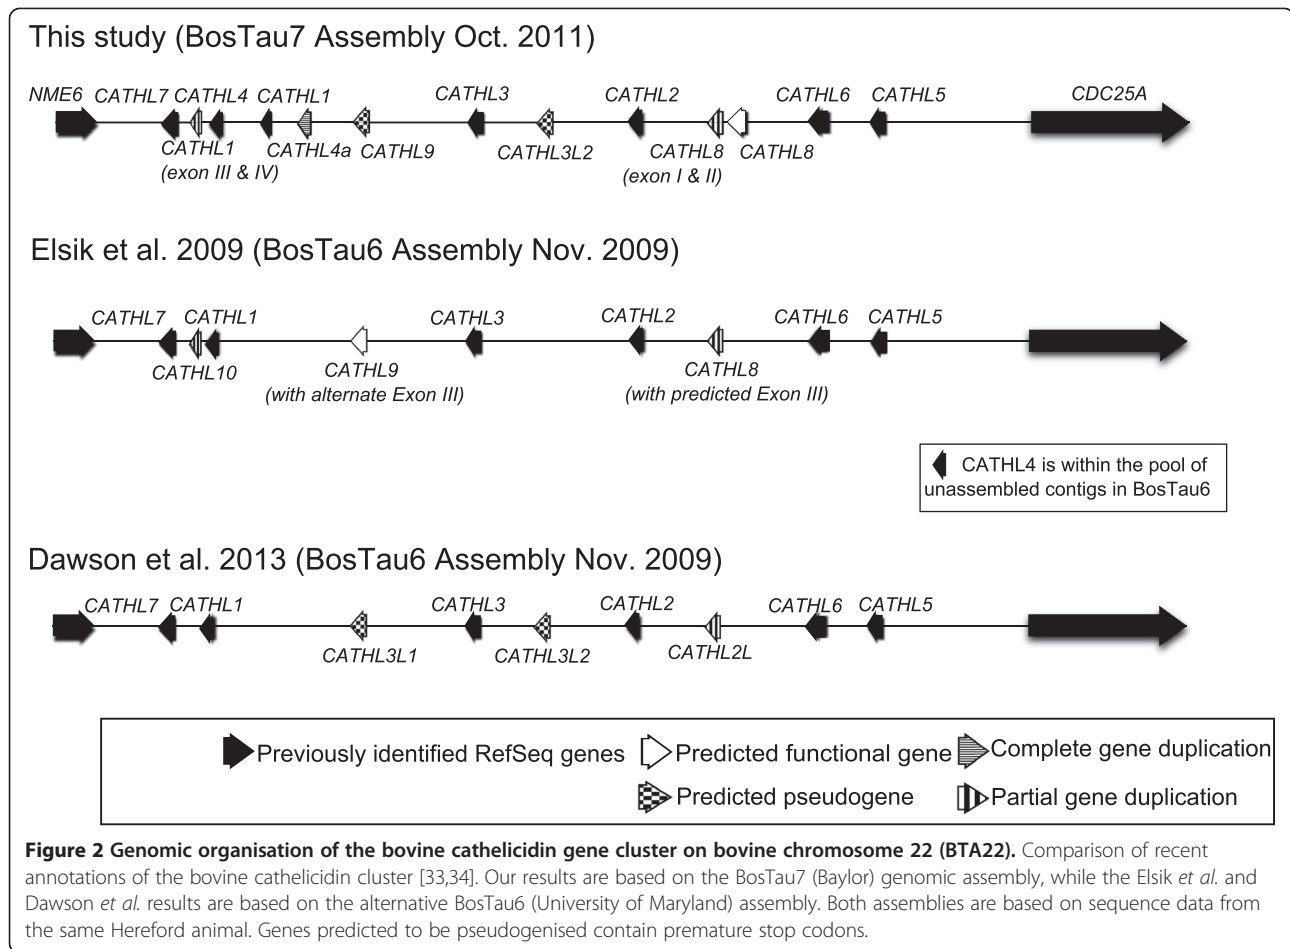 This study (BosTau7 Assembly Oct. 2011)
NME6 CATHL7 CATHL4 CATHL1 CATHL3 CATHL2 CATHL6 CATHL5 CDC25A
CATHL1 CATHL4a CATHL9 CATHL3L2 CATHL8 CATHL8
(exon III & IV) (exon I & II)
Elsik et al. 2009 (BosTau6 Assembly Nov. 2009)
CATHL7 CATHL1 CATHL3 CATHL2 CATHL6 CATHL5
CATHL10 CATHL9 CATHL8
(with alternate Exon III) (with predicted Exon III)
CATHL4 is within the pool of
unassembled contigs in BosTau6
Dawson et al. 2013 (BosTau6 Assembly Nov. 2009)
CATHL7 CATHL1 CATHL3 CATHL2 CATHL6 CATHL5
CATHL3L1 CATHL3L2 CATHL2L
Previously identified RefSeq genes Predicted functional gene Complete gene duplication
Predicted pseudogene Partial gene duplication
Figure 2 Genomic organisation of the bovine cathelicidin gene cluster on bovine chromosome 22 (BTA22). Comparison of recent
annotations of the bovine cathelicidin cluster [33,34]. Our results are based on the BosTau7 (Baylor) genomic assembly, while the Elsik et al. and
Dawson et al. results are based on the alternative BosTau6 (University of Maryland) assembly. Both assemblies are based on sequence data from
the same Hereford animal. Genes predicted to be pseudogenised contain premature stop codons.